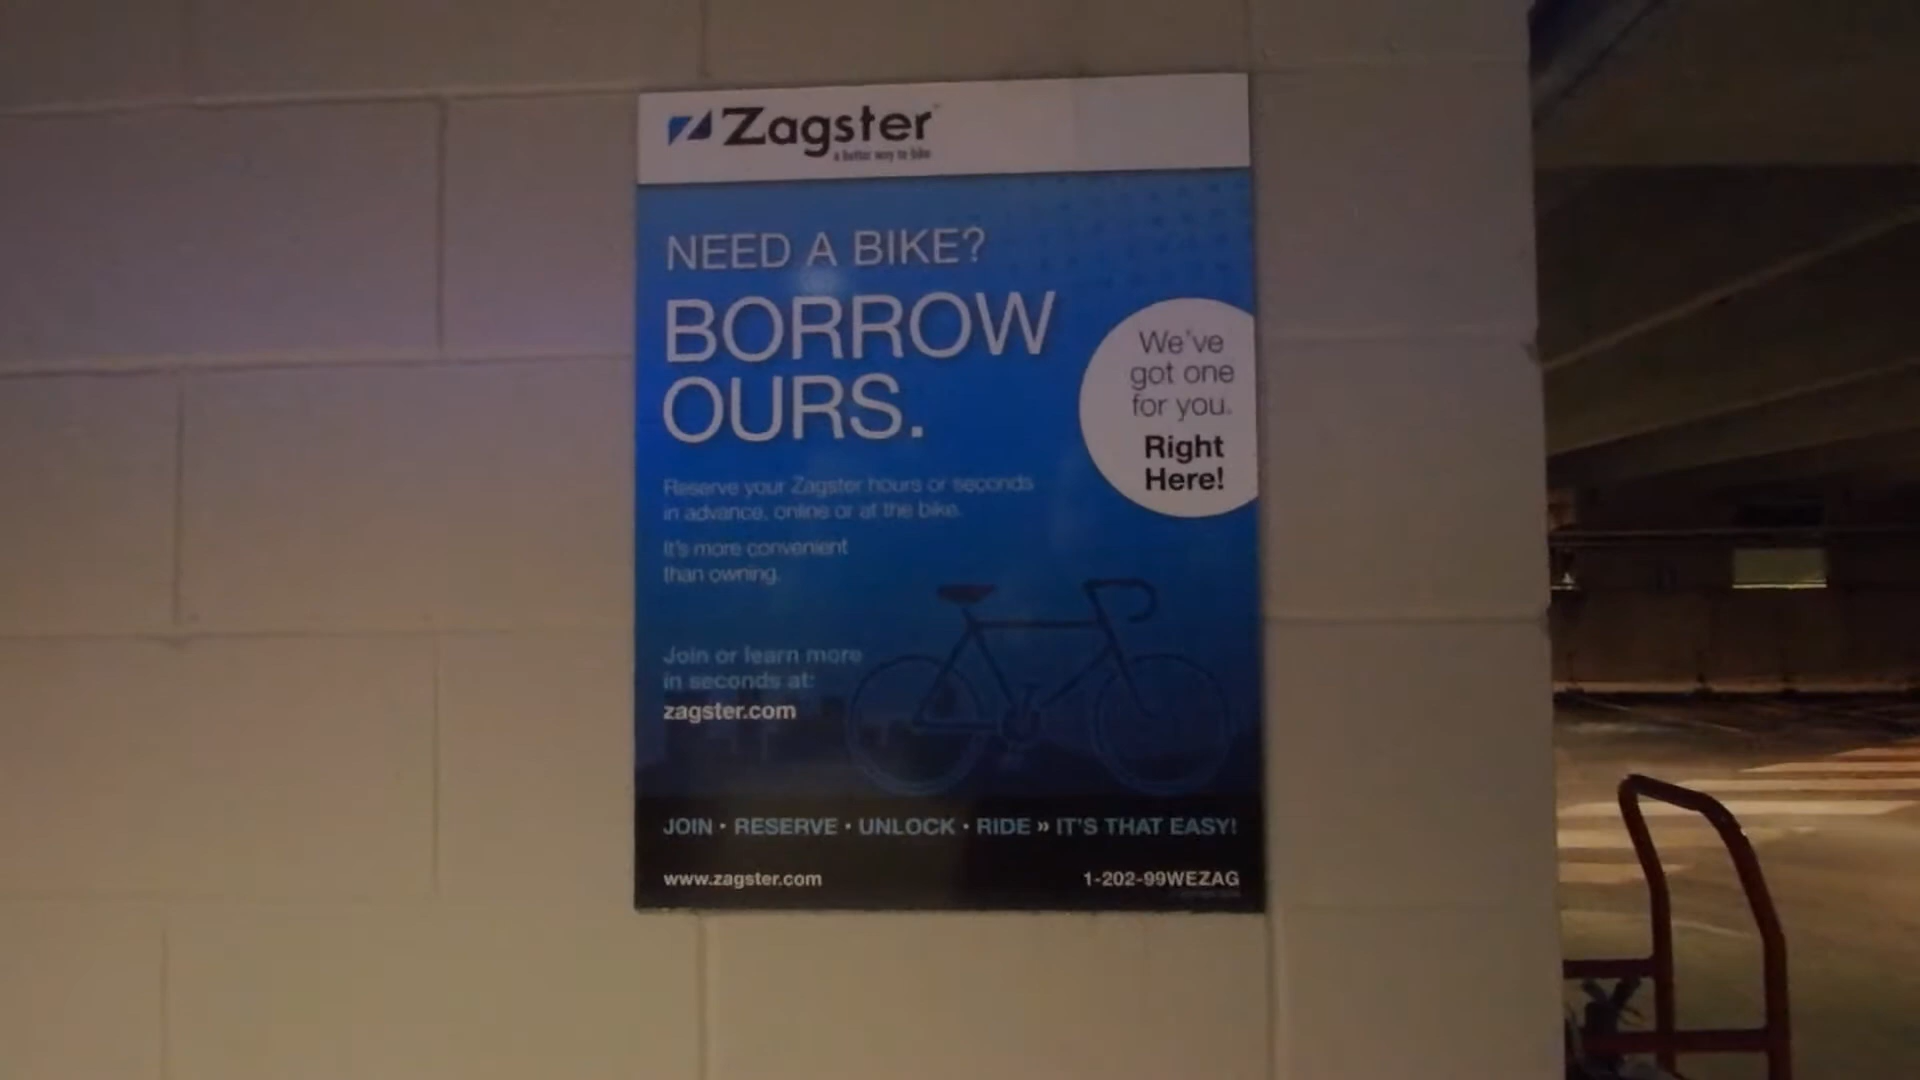 Zagster
a better way to bike
NEED A BIKE?
BORROW
OURS.
We've
got one
for you.
Right
Here!
Reserve your Zagster hours or seconds
in advance, online or at the bike.
It's more convenient
than owning.
Join or learn more
in seconds at:
zagster.com
JOIN • RESERVE • UNLOCK • RIDE » IT'S THAT EASY!
www.zagster.com
1-202-99WEZAG